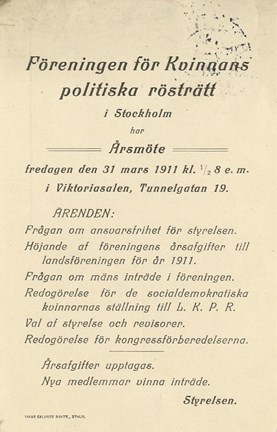 Föreningen för Kvinnans
politiska rösträtt
i Stockholm
har
Årsmöte
fredagen den 31 mars 1911 kl. ½ 8 e. m.
i Viktoriasalen, Tunnelgatan 19.
ÄRENDEN:
Frågan om ansvarsfrihet för styrelsen.
Höjande af föreningens årsafgifter till
landsföreningen för år 1911.
Frågan om mäns inträde i föreningen.
Redogörelse för de socialdemokratiska
kvinnornas ställning till L. K. P. R.
Val af styrelse och revisorer.
Redogörelse för kongressförberedelserna.
Årsafgifter upptagas.
Nya medlemmar vinna inträde.
Styrelsen.